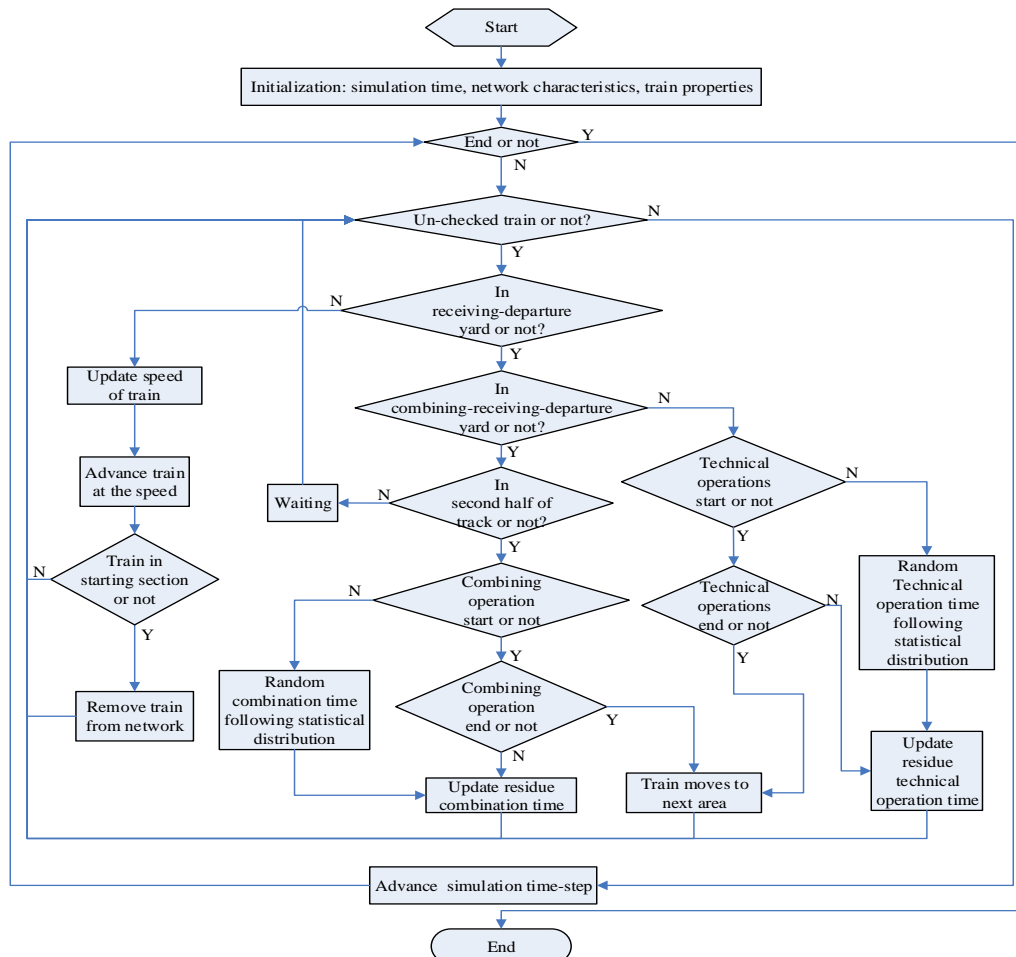 Start
Initialization: simulation time, network characteristics, train properties
End or not
Y
N
Un-checked train or not?
N
Y
In
receiving-departure
yard or not?
N
Y
Update speed
of train
In
combining-receiving-departure
yard or not?
N
Y
Advance train
at the speed
Waiting
N
In
second half of
track or not?
Y
Technical
operations
start or not
N
Y
Train in
starting section
or not
N
Y
Combining
operation
start or not
N
Y
Technical
operations
end or not
N
Y
Random
Technical
operation time
following
statistical
distribution
Remove train
from network
Random
combination time
following statistical
distribution
Combining
operation
end or not
Y
N
Update residue
combination time
Train moves to
next area
Update
residue
technical
operation time
Advance simulation time-step
End